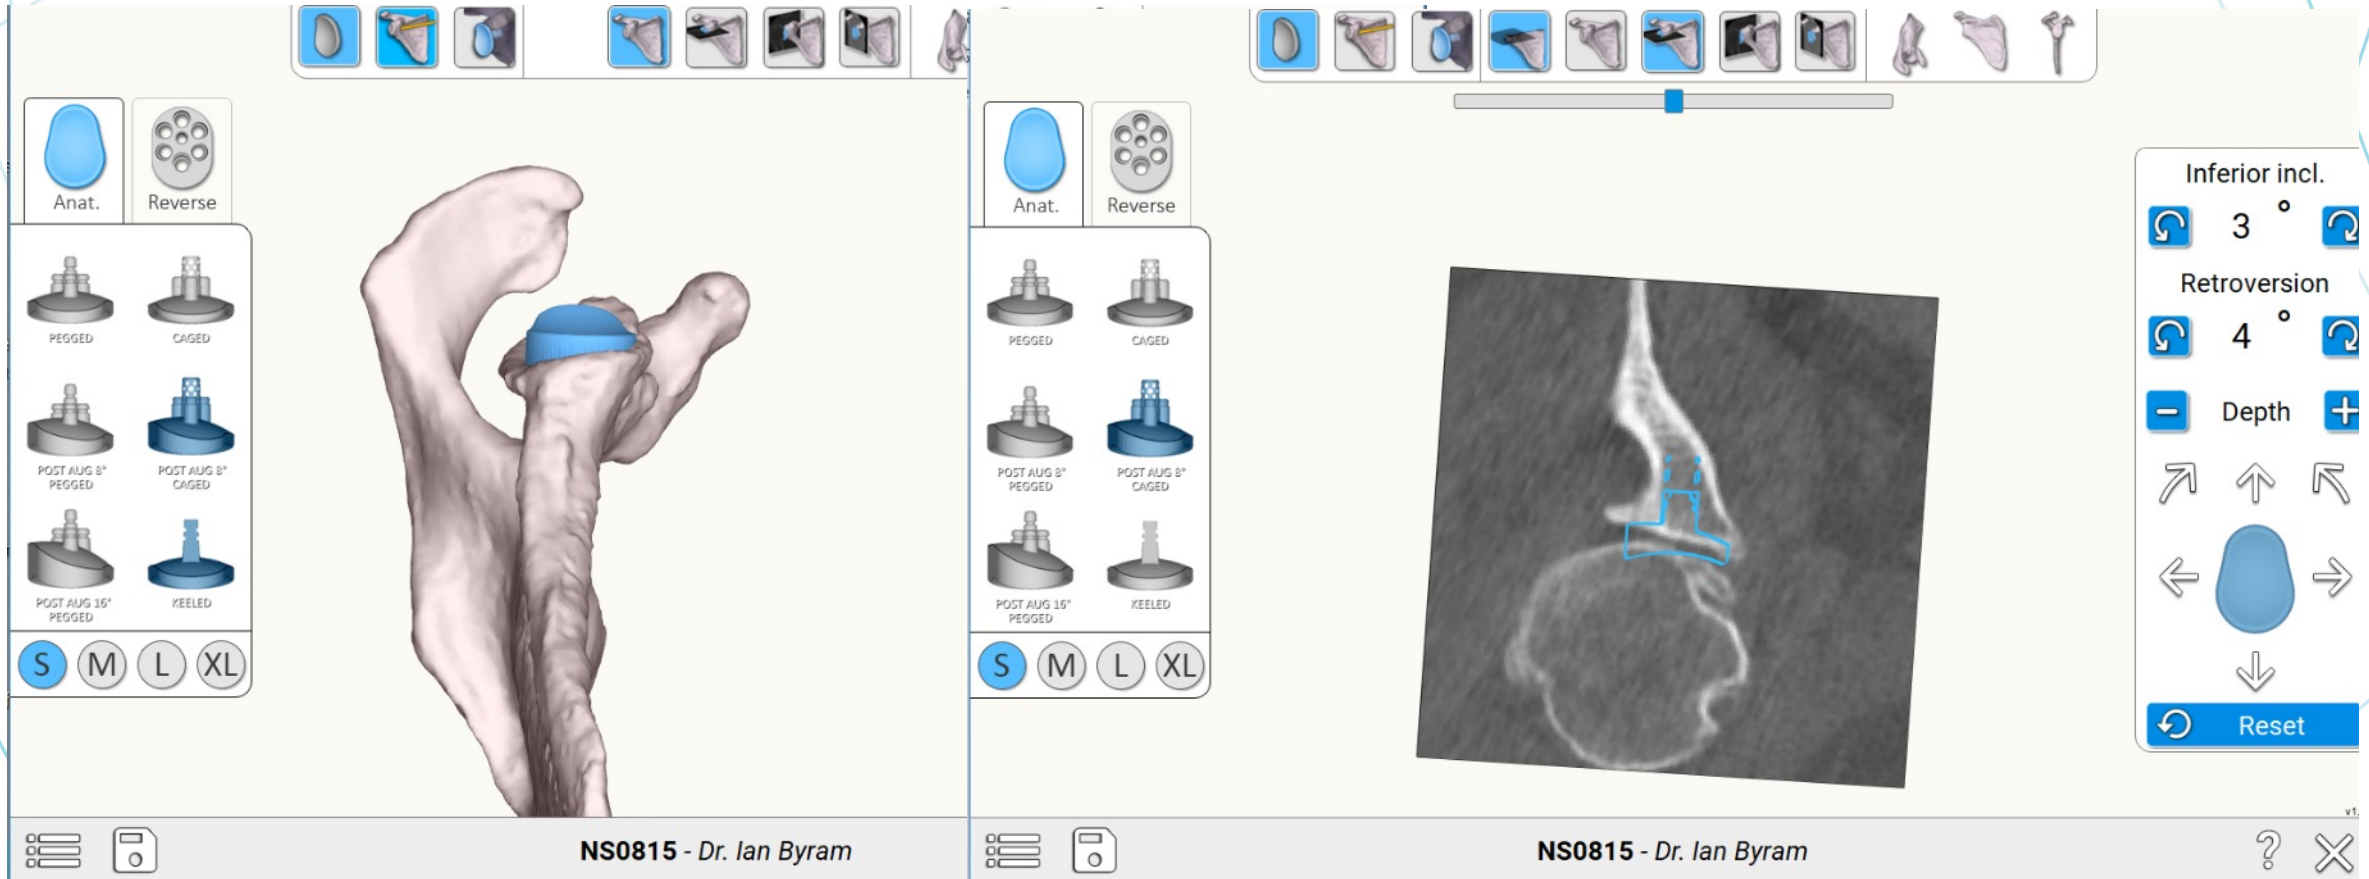 Anat.
Reverse
PEGGED
CAGED
POST AUG 8°
PEGGED
POST AUG 8°
CAGED
POST AUG 16°
PEGGED
KEELED
S
M
L
XL
NS0815 - Dr. Ian Byram
Anat.
Reverse
PEGGED
CAGED
POST AUG 8°
PEGGED
POST AUG 8°
CAGED
POST AUG 16°
PEGGED
KEELED
S
M
L
XL
Inferior incl.
3 °
Retroversion
4 °
- Depth +
Reset
v1.
NS0815 - Dr. Ian Byram
?